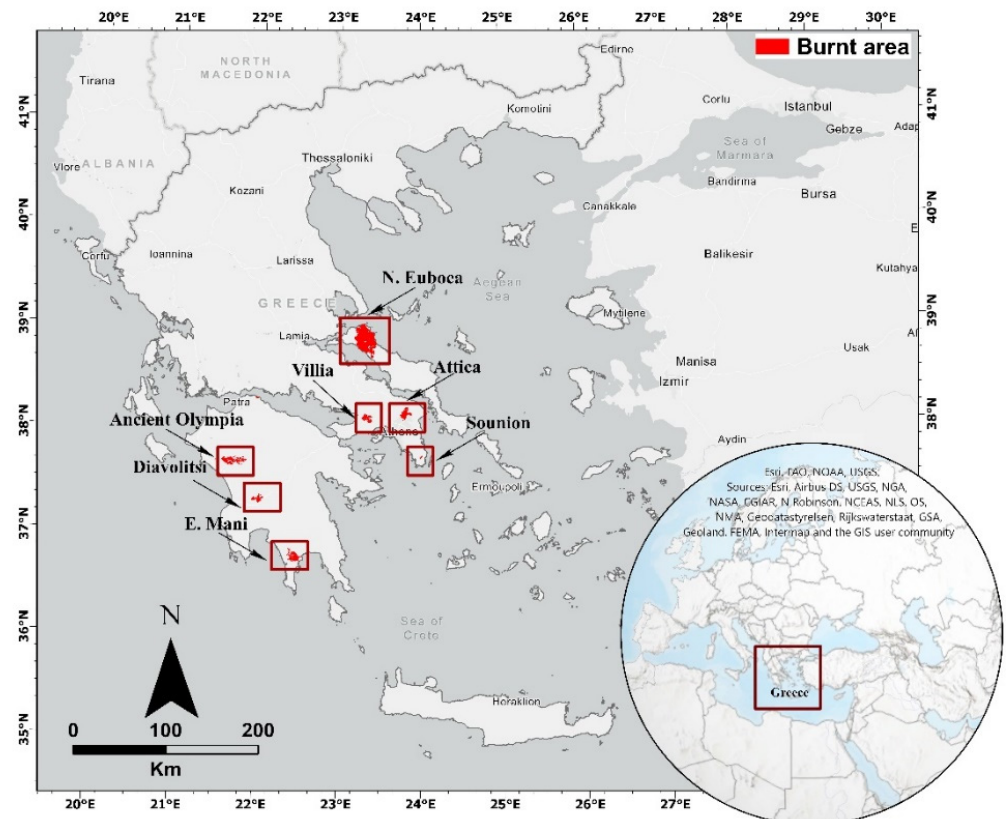 20°E 21°E 22°E 23°E 24°E 25°E 26°E 27°E 28°E 29°E 30°E
Burnt area
NORTH
MACEDONIA
Edirne
Tirana
41°N
41°N
Komotini
Corlu
Istanbul
Gebze
Adap
Thessaloniki
Sea of
Marmara
ALBANIA
Vlore
Kozani
Bandirma
Bursa
Canakkale
40°N
40°N
Corfu
Ioannina
Larissa
Balikesir
Kutahya
N. Euboca
Aegean
Sea
GREECE
39°N
39°N
Mytilene
Lamia
Usak
Manisa
Villia
Attica
Izmir
Patra
Ancient Olympia
Sounion
38°N
38°N
Aydin
Diavolitsi
Ermoupoli
Esri, FAO, NOAA, USGS,
Sources: Esri, Airbus DS, USGS, NGA,
NASA, CGIAR, N Robinson, NCEAS, NLS, OS,
NMA, Geodatastyrelsen, Rijkswaterstaat, GSA,
Geoland, FEMA, Intermap and the GIS user community
37°N
E. Mani
36°N
N
Sea of
Crete
Greece
Heraklion
35°N
0 100 200
Km
20°E 21°E 22°E 23°E 24°E 25°E 26°E 27°E